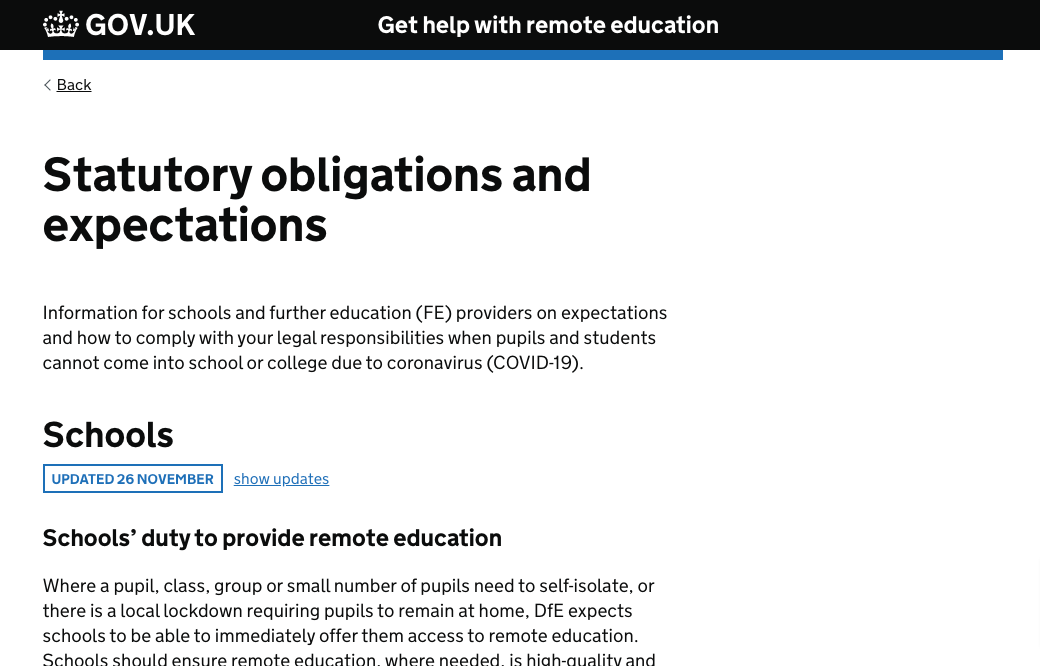 GOV.UK
Get help with remote education
Back
Statutory obligations and
expectations
Information for schools and further education (FE) providers on expectations
and how to comply with your legal responsibilities when pupils and students
cannot come into school or college due to coronavirus (COVID-19).
Schools
UPDATED 26 NOVEMBER show updates
Schools’ duty to provide remote education
Where a pupil, class, group or small number of pupils need to self-isolate, or
there is a local lockdown requiring pupils to remain at home, DfE expects
schools to be able to immediately offer them access to remote education.
Schools should ensure remote education, where needed, is high-quality and